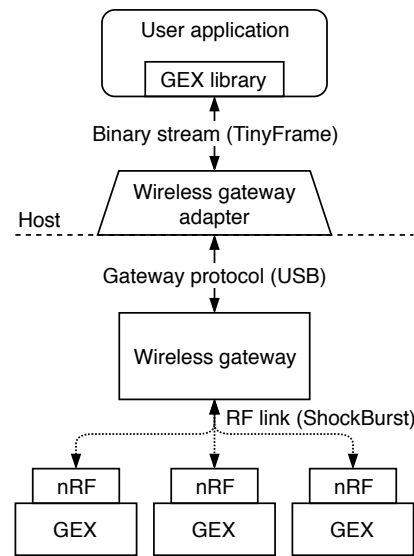 User application
GEX library
Binary stream (TinyFrame)
Wireless gateway
adapter
Host
Gateway protocol (USB)
Wireless gateway
RF link (ShockBurst)
nRF nRF nRF
GEX GEX GEX